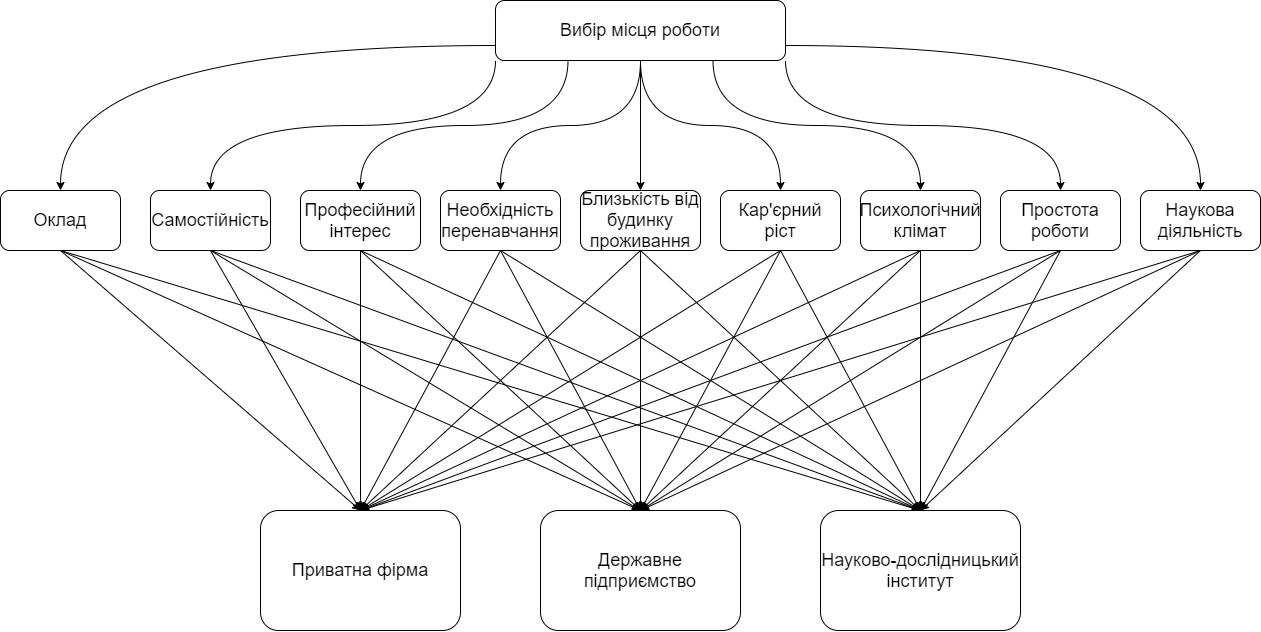 Вибір місця роботи
Оклад
Самостійність
Професійний
інтерес
Необхідність
перенавчання
Близькість від
будинку
проживання
Кар'єрний
ріст
Психологічний
клімат
Простота
роботи
Наукова
діяльність
Приватна фірма
Державне
підприємство
Науково-дослідницький
інститут